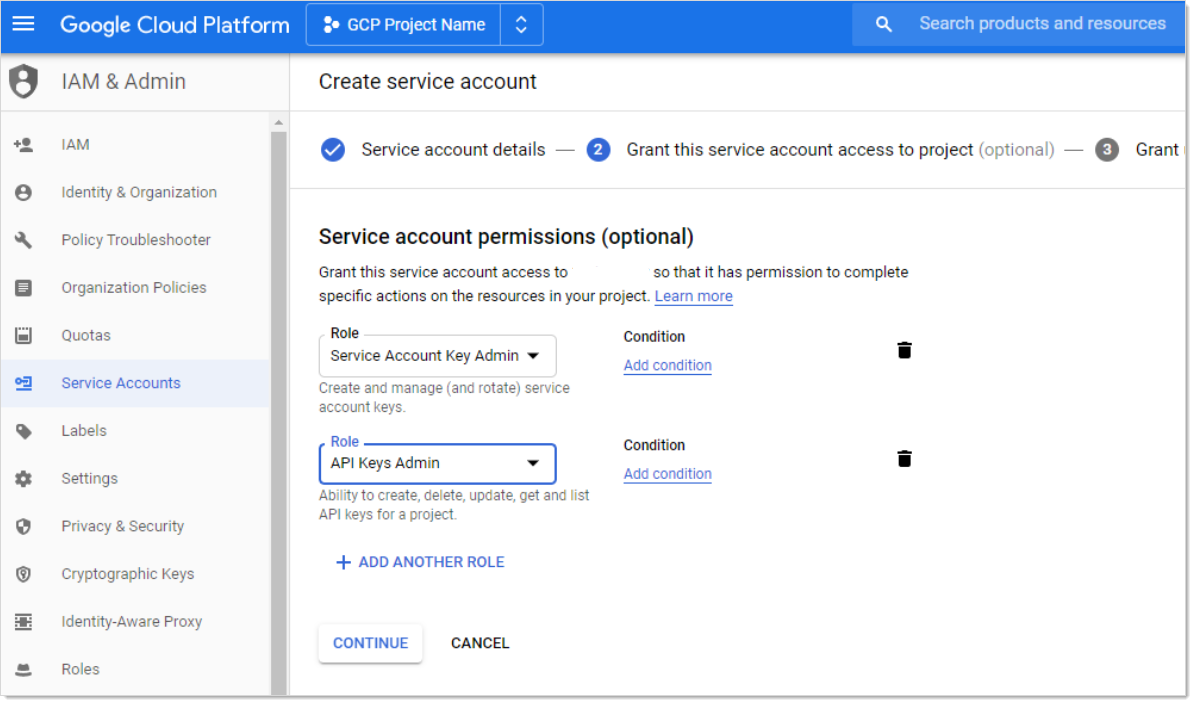 Google Cloud Platform
GCP Project Name
Search products and resources
IAM & Admin
Create service account
IAM
Identity & Organization
Policy Troubleshooter
Organization Policies
Quotas
Service Accounts
Labels
Settings
Privacy & Security
Cryptographic Keys
Identity-Aware Proxy
Roles
Service account details — 2 Grant this service account access to project (optional) — 3 Grant
Service account permissions (optional)
Grant this service account access to so that it has permission to complete
specific actions on the resources in your project. Learn more
Role
Service Account Key Admin
Create and manage (and rotate) service
account keys.
Condition
Add condition
Role
API Keys Admin
Ability to create, delete, update, get and list
API keys for a project.
Condition
Add condition
ADD ANOTHER ROLE
CONTINUE
CANCEL